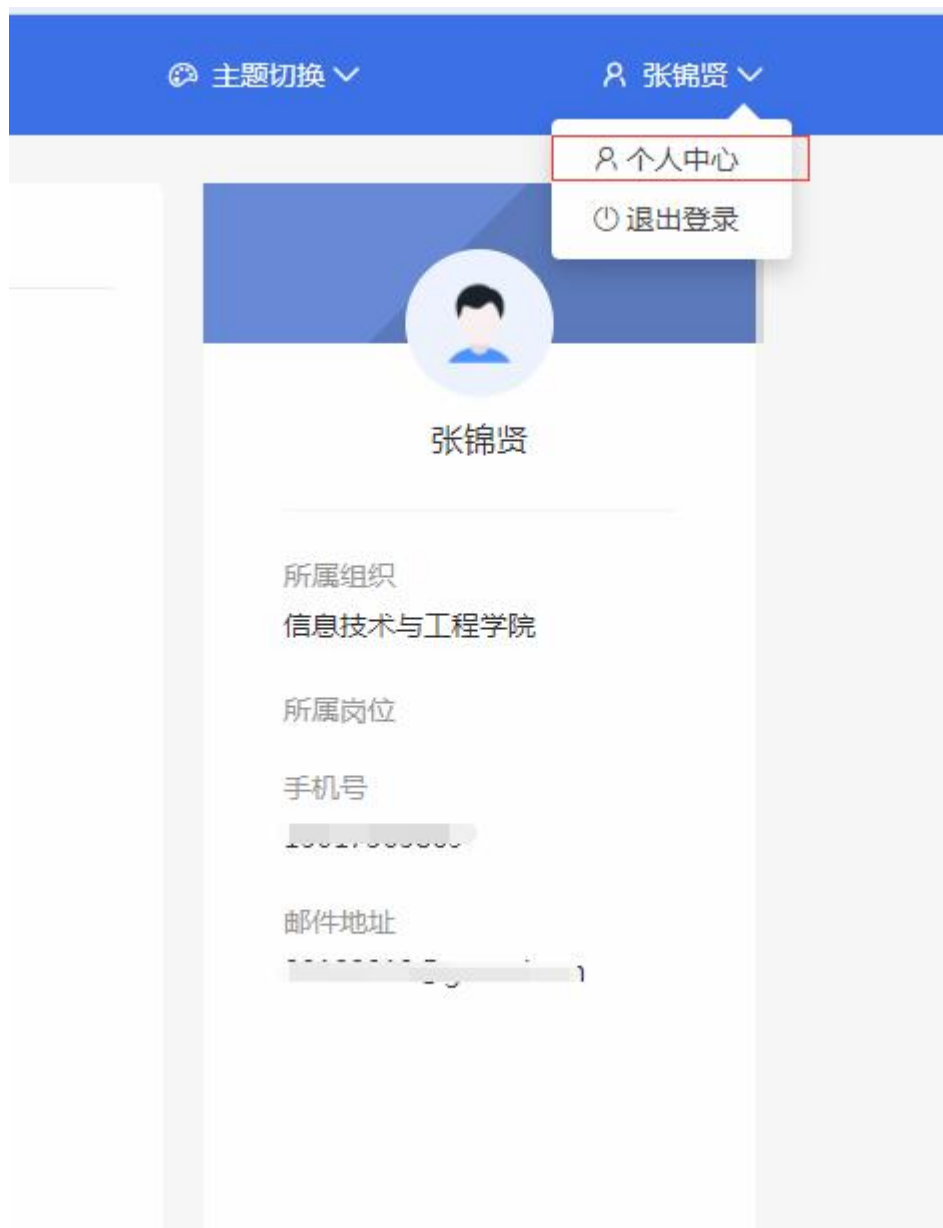 主题切换
张锦贤
个人中心
退出登录
张锦贤
所属组织
信息技术与工程学院
所属岗位
手机号
邮件地址